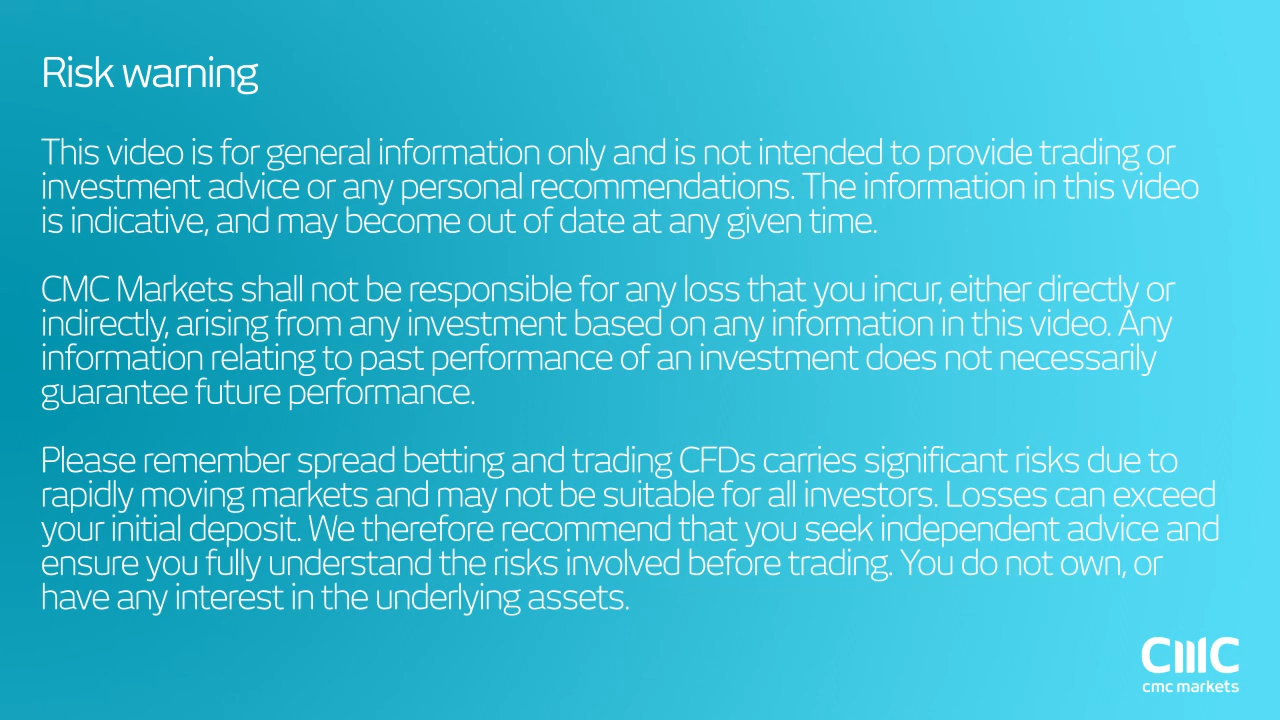 Risk warning
This video is for general information only and is not intended to provide trading or
investment advice or any personal recommendations. The information in this video
is indicative, and may become out of date at any given time.
CMC Markets shall not be responsible for any loss that you incur, either directly or
indirectly, arising from any investment based on any information in this video. Any
information relating to past performance of an investment does not necessarily
guarantee future performance.
Please remember spread betting and trading CFDs carries significant risks due to
rapidly moving markets and may not be suitable for all investors. Losses can exceed
your initial deposit. We therefore recommend that you seek independent advice and
ensure you fully understand the risks involved before trading. You do not own, or
have any interest in the underlying assets.
cmc
cmc markets